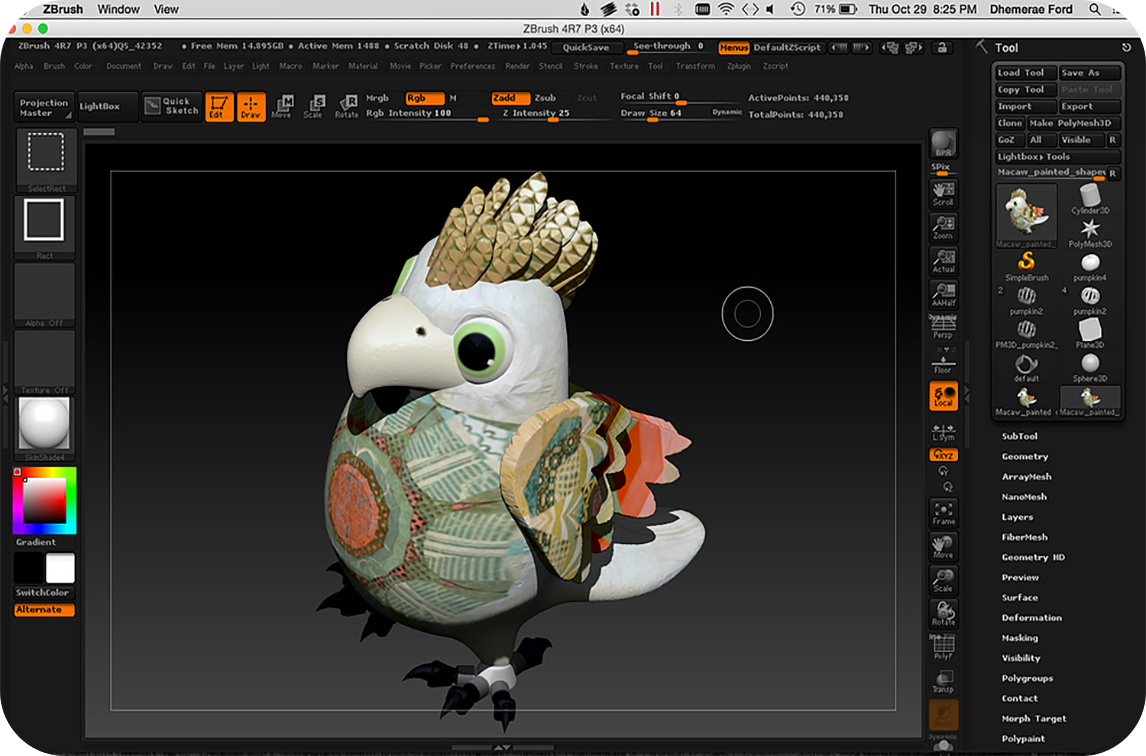 ZBrush Window View 71% Thu Oct 29 8:25 PM Dhemerae Ford
ZBrush 4R7 P3 (x64)
ZBrush 4R7 P3 (x64)QS_42352 • Free Mem 14.895GB • Active Mem 1488 • Scratch Disk 48 • ZTime▸1.045 QuickSave See-through 0 Menus DefaultZScript
Alpha Brush Color Document Draw Edit File Layer Light Macro Marker Material Movie Picker Preferences Render Stencil Stroke Texture Tool Transform Zplugin Zscript
Projection
Master
LightBox
Quick
Sketch
Edit
Draw
Move
Scale
Rotate
Mrgb Rgb M
Rgb Intensity 100
Zadd Zsub Zcut
Z Intensity 25
Focal Shift 0
Draw Size 64 Dynamic
ActivePoints: 440,358
TotalPoints: 440,358
SelectRect
Rect
Alpha Off
Texture Off
SkinShade4
Gradient
SwitchColor
Alternate
BPR
SPix
Scroll
Zoom
Actual
AAHalf
Dynamic
Persp
Floor
Local
L.Sym
XYZ
Frame
Move
Scale
Rotate
PolyF
Transp
Dynamic
Tool
Load Tool Save As
Copy Tool Paste Tool
Import Export
Clone Make PolyMesh3D
GoZ All Visible R
Lightbox▸Tools
Macaw_painted_shapes R
Macaw_painted_
Cylinder3D
PolyMesh3D
SimpleBrush pumpkin4
2 4
pumpkin2 pumpkin2
PM3D_pumpkin2_ Plane3D
default Sphere3D
Macaw_painted Macaw_painted_
SubTool
Geometry
ArrayMesh
NanoMesh
Layers
FiberMesh
Geometry HD
Preview
Surface
Deformation
Masking
Visibility
Polygroups
Contact
Morph Target
Polypaint